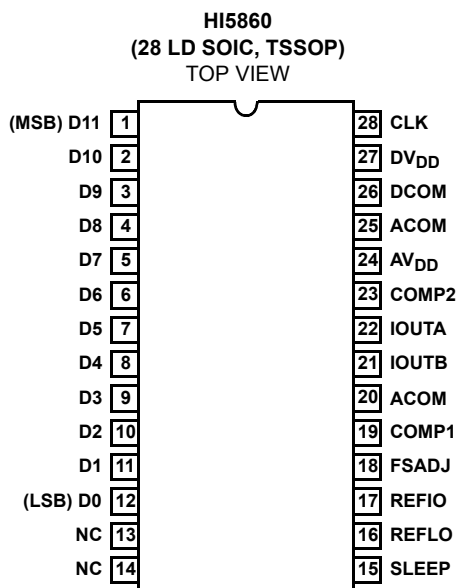 HI5860
(28 LD SOIC, TSSOP)
TOP VIEW
(MSB) D11 1 28 CLK
D10 2 27 DVDD
D9 3 26 DCOM
D8 4 25 ACOM
D7 5 24 AVDD
D6 6 23 COMP2
D5 7 22 IOUTA
D4 8 21 IOUTB
D3 9 20 ACOM
D2 10 19 COMP1
D1 11 18 FSADJ
(LSB) D0 12 17 REFIO
NC 13 16 REFLO
NC 14 15 SLEEP